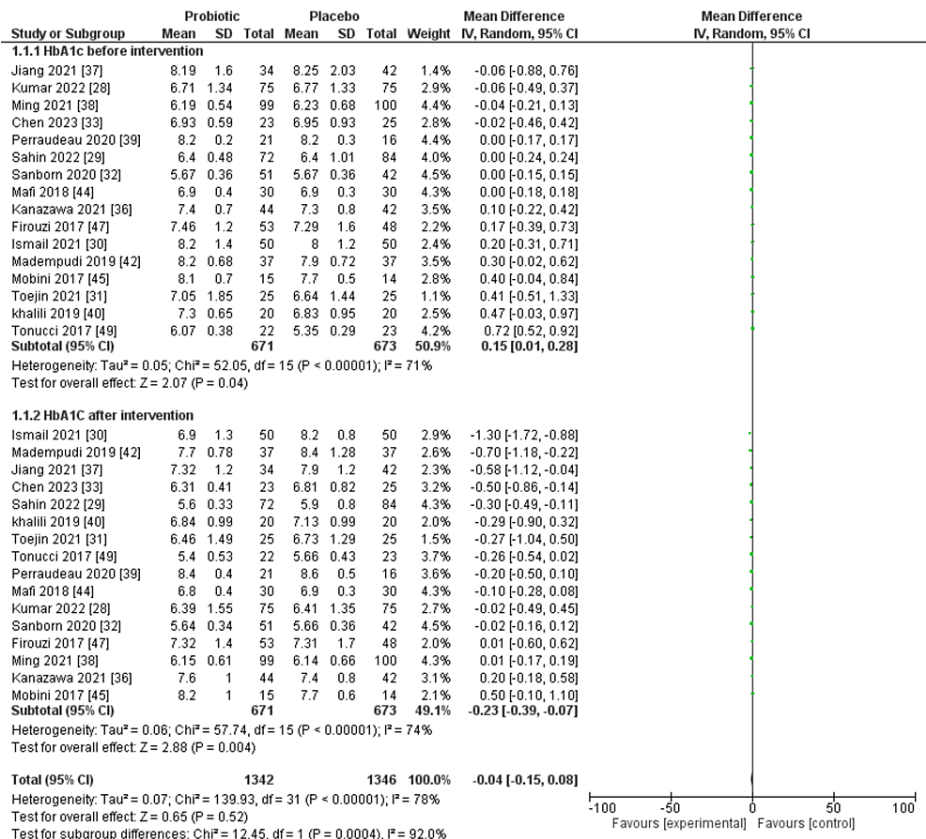 Probiotic Placebo Mean Difference Mean Difference
Study or Subgroup Mean SD Total Mean SD Total Weight IV, Random, 95% CI IV, Random, 95% CI
1.1.1 HbA1c before intervention
Jiang 2021 [37] 8.19 1.6 34 8.25 2.03 42 1.4% -0.06 [-0.88, 0.76]
Kumar 2022 [28] 6.71 1.34 75 6.77 1.33 75 2.9% -0.06 [-0.49, 0.37]
Ming 2021 [38] 6.19 0.54 99 6.23 0.68 100 4.4% -0.04 [-0.21, 0.13]
Chen 2023 [33] 6.93 0.59 23 6.95 0.93 25 2.8% -0.02 [-0.46, 0.42]
Perraudeau 2020 [39] 8.2 0.2 21 8.2 0.3 16 4.4% 0.00 [-0.17, 0.17]
Sahin 2022 [29] 6.4 0.48 72 6.4 1.01 84 4.0% 0.00 [-0.24, 0.24]
Sanborn 2020 [32] 5.67 0.36 51 5.67 0.36 42 4.5% 0.00 [-0.15, 0.15]
Mafi 2018 [44] 6.9 0.4 30 6.9 0.3 30 4.4% 0.00 [-0.18, 0.18]
Kanazawa 2021 [36] 7.4 0.7 44 7.3 0.8 42 3.5% 0.10 [-0.22, 0.42]
Firouzi 2017 [47] 7.46 1.2 53 7.29 1.6 48 2.2% 0.17 [-0.39, 0.73]
Ismail 2021 [30] 8.2 1.4 50 8 1.2 50 2.4% 0.20 [-0.31, 0.71]
Madempudi 2019 [42] 8.2 0.68 37 7.9 0.72 37 3.5% 0.30 [-0.02, 0.62]
Mobini 2017 [45] 8.1 0.7 15 7.7 0.5 14 2.8% 0.40 [-0.04, 0.84]
Toejin 2021 [31] 7.05 1.85 25 6.64 1.44 25 1.1% 0.41 [-0.51, 1.33]
khalili 2019 [40] 7.3 0.65 20 6.83 0.95 20 2.5% 0.47 [-0.03, 0.97]
Tonucci 2017 [49] 6.07 0.38 22 5.35 0.29 23 4.2% 0.72 [0.52, 0.92]
Subtotal (95% CI) 671 673 50.9% 0.15 [0.01, 0.28]
Heterogeneity: Tau² = 0.05; Chi² = 52.05, df = 15 (P < 0.00001); I² = 71%
Test for overall effect: Z = 2.07 (P = 0.04)
1.1.2 HbA1C after intervention
Ismail 2021 [30] 6.9 1.3 50 8.2 0.8 50 2.9% -1.30 [-1.72, -0.88]
Madempudi 2019 [42] 7.7 0.78 37 8.4 1.28 37 2.6% -0.70 [-1.18, -0.22]
Jiang 2021 [37] 7.32 1.2 34 7.9 1.2 42 2.3% -0.58 [-1.12, -0.04]
Chen 2023 [33] 6.31 0.41 23 6.81 0.82 25 3.2% -0.50 [-0.86, -0.14]
Sahin 2022 [29] 5.6 0.33 72 5.9 0.8 84 4.3% -0.30 [-0.49, -0.11]
khalili 2019 [40] 6.84 0.99 20 7.13 0.99 20 2.0% -0.29 [-0.90, 0.32]
Toejin 2021 [31] 6.46 1.49 25 6.73 1.29 25 1.4% -0.27 [-1.04, 0.50]
Tonucci 2017 [49] 5.4 0.53 22 5.66 0.43 23 3.7% -0.26 [-0.54, 0.02]
Perraudeau 2020 [39] 8.4 0.4 21 8.6 0.5 16 3.6% -0.20 [-0.50, 0.10]
Mafi 2018 [44] 6.8 0.4 30 6.9 0.3 30 4.3% -0.10 [-0.28, 0.08]
Kumar 2022 [28] 6.39 1.55 75 6.41 1.35 75 2.7% -0.02 [-0.49, 0.45]
Sanborn 2020 [32] 5.64 0.34 51 5.66 0.36 42 4.5% -0.02 [-0.16, 0.12]
Firouzi 2017 [47] 7.32 1.4 53 7.31 1.7 48 2.0% 0.01 [-0.60, 0.62]
Ming 2021 [38] 6.15 0.61 99 6.14 0.66 100 4.3% 0.01 [-0.17, 0.19]
Kanazawa 2021 [36] 7.6 1 44 7.4 0.8 42 3.1% 0.20 [-0.18, 0.58]
Mobini 2017 [45] 8.2 1 15 7.7 0.6 14 2.1% 0.50 [-0.10, 1.10]
Subtotal (95% CI) 671 673 49.1% -0.23 [-0.39, -0.07]
Heterogeneity: Tau² = 0.06; Chi² = 57.74, df = 15 (P < 0.00001); I² = 74%
Test for overall effect: Z = 2.88 (P = 0.004)
Total (95% CI) 1342 1346 100.0% -0.04 [-0.15, 0.08]
Heterogeneity: Tau² = 0.07; Chi² = 139.93, df = 31 (P < 0.00001); I² = 78%
Test for overall effect: Z = 0.65 (P = 0.52)
Test for subgroup differences: Chi² = 12.45, df = 1 (P = 0.0004), I² = 92.0%
-100 -50 0 50 100
Favours [experimental] Favours [control]